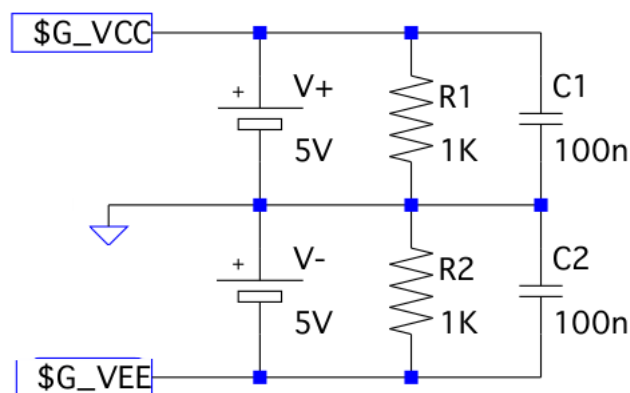 $G_VCC
+
V+
5V
R1
1K
C1
100n
+
V-
5V
R2
1K
C2
100n
$G_VEE